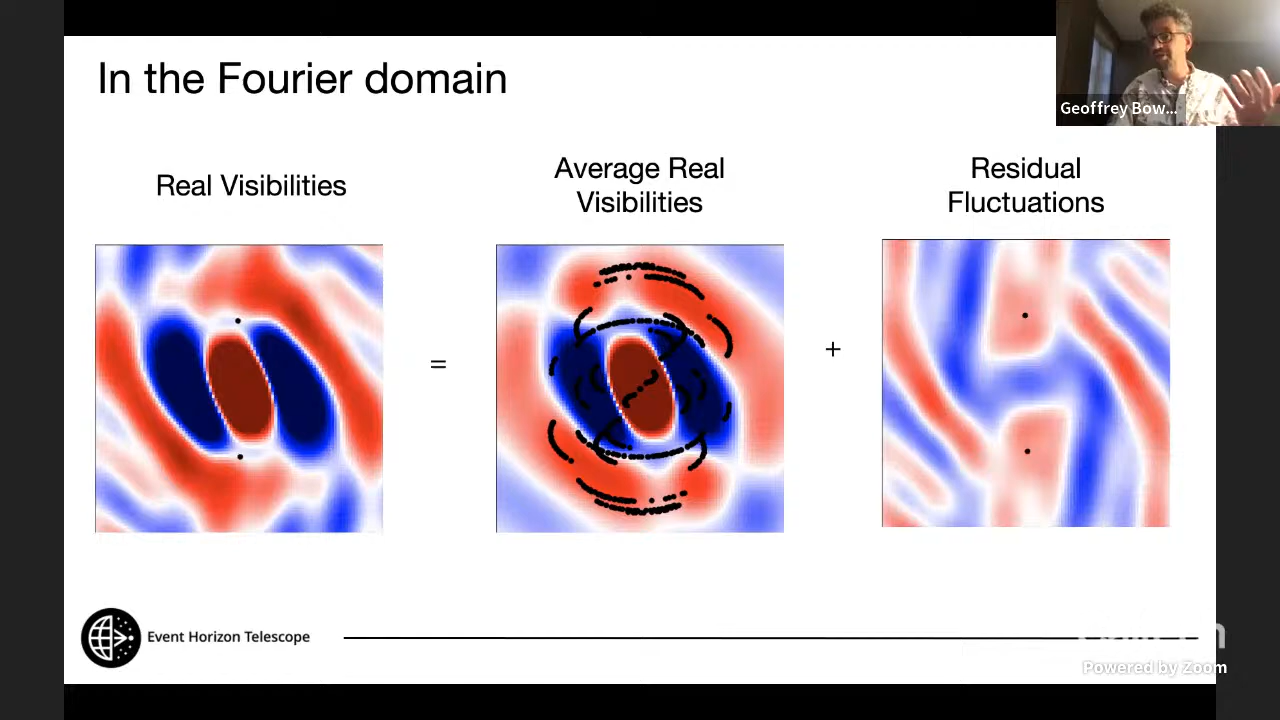 In the Fourier domain
Geoffrey Bow...
Real Visibilities
Average Real
Visibilities
Residual
Fluctuations
=
+
Event Horizon Telescope
Powered by Zoom